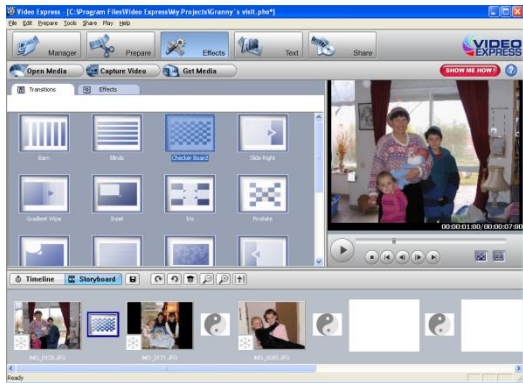 Video Express - [C:\Program Files\Video Express\My Projects\Granny`s visit.pho*]
File Edit Prepare Tools Share Play Help
Manager Prepare Effects Text Share
VIDEO
EXPRESS
Open Media Capture Video Get Media
SHOW ME HOW? ?
Transitions Effects
Barn Blinds Checker Board Slide Right
Gradient Wipe Inset Iris Pixelate
00:00:01:00/00:00:07:00
Timeline Storyboard
IMG_0171.JPG
Ready